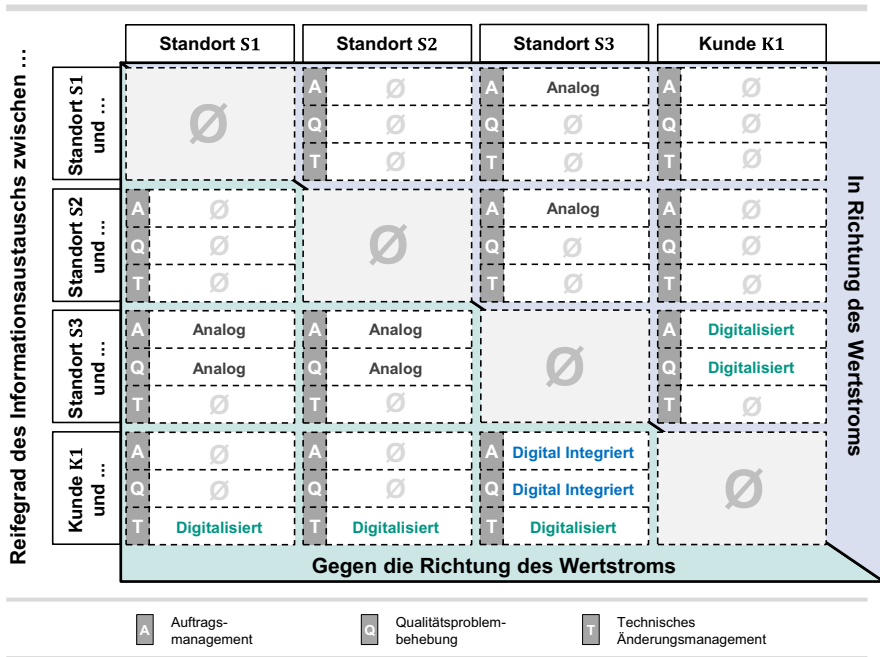 Reifegrad des Informationsaustauschs zwischen …
Standort S1
Standort S2
Standort S3
Kunde K1
Standort S1
und …
Ø
A Ø
Q Ø
T Ø
A Analog
Q Ø
T Ø
A Ø
Q Ø
T Ø
Standort S2
und …
A Ø
Q Ø
T Ø
Ø
A Analog
Q Ø
T Ø
A Ø
Q Ø
T Ø
Standort S3
und …
A Analog
Q Analog
T Ø
A Analog
Q Analog
T Ø
Ø
A Digitalisiert
Q Digitalisiert
T Ø
Kunde K1
und …
A Ø
Q Ø
T Digitalisiert
A Ø
Q Ø
T Digitalisiert
A Digital Integriert
Q Digital Integriert
T Digitalisiert
Ø
In Richtung des Wertstroms
Gegen die Richtung des Wertstroms
A Auftrags-
management
Q Qualitätsproblem-
behebung
T Technisches
Änderungsmanagement